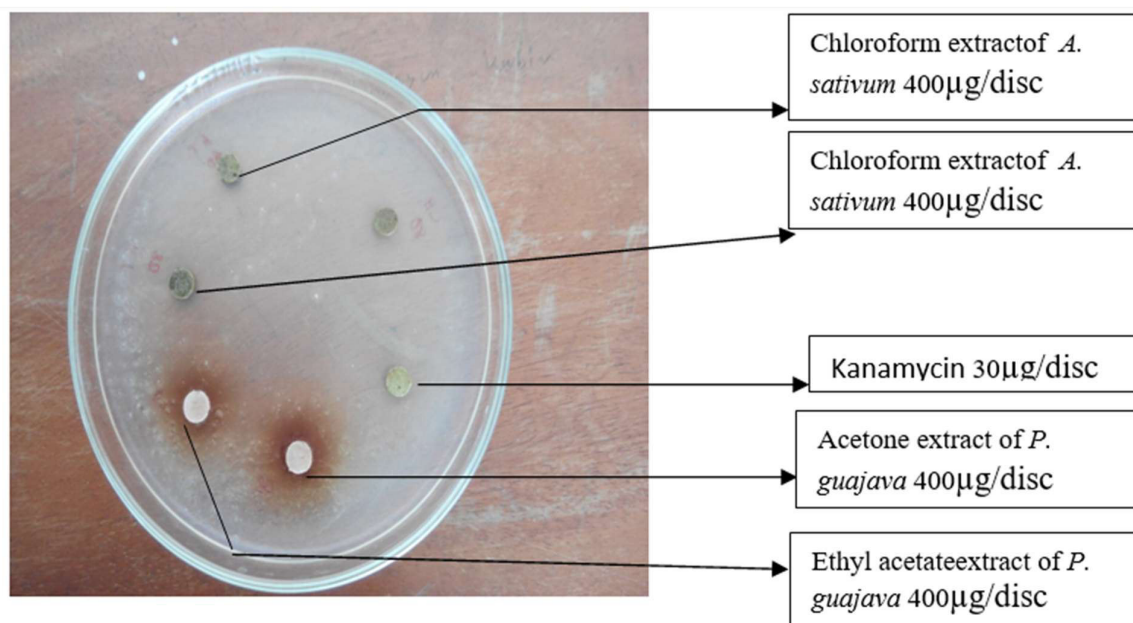 Chloroform extractof A.
sativum 400µg/disc
Chloroform extractof A.
sativum 400µg/disc
Kanamycin 30µg/disc
Acetone extract of P.
guajava 400µg/disc
Ethyl acetateextract of P.
guajava 400µg/disc